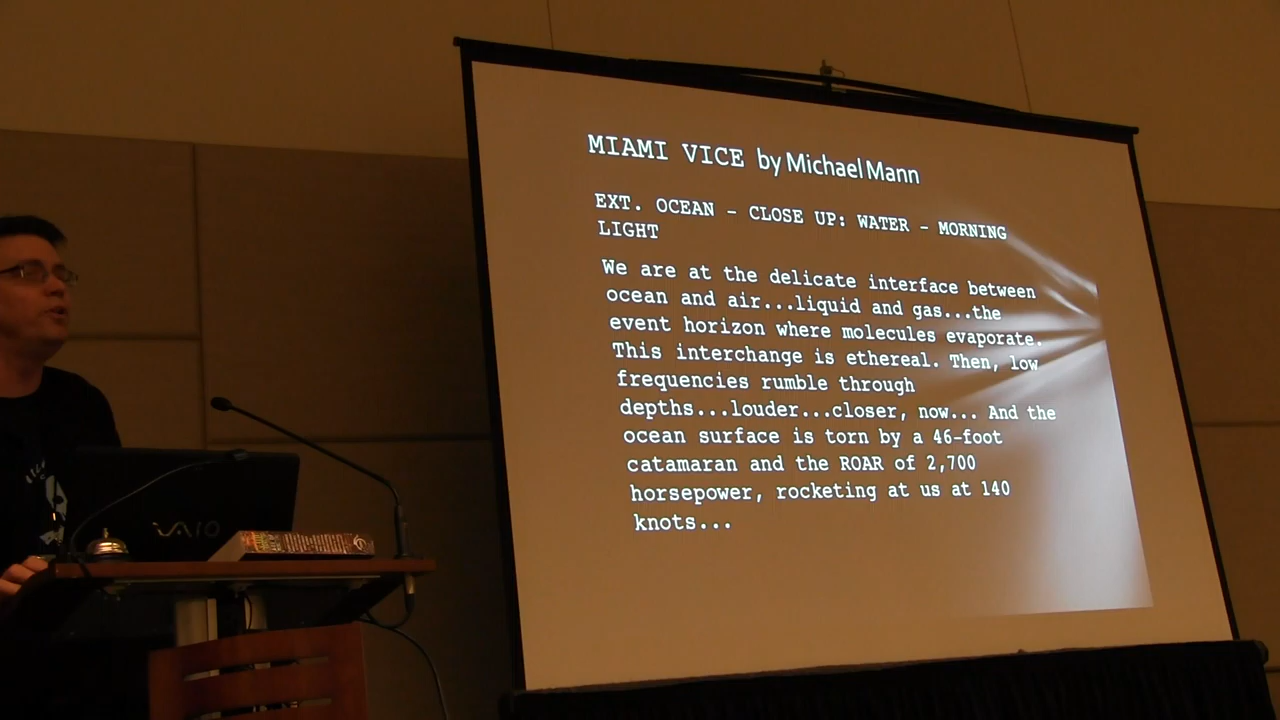 MIAMI VICE by Michael Mann
EXT. OCEAN – CLOSE UP: WATER – MORNING
LIGHT
We are at the delicate interface between
ocean and air...liquid and gas...the
event horizon where molecules evaporate.
This interchange is ethereal. Then, low
frequencies rumble through
depths...louder...closer, now... And the
ocean surface is torn by a 46-foot
catamaran and the ROAR of 2,700
horsepower, rocketing at us at 140
knots...
VAIO